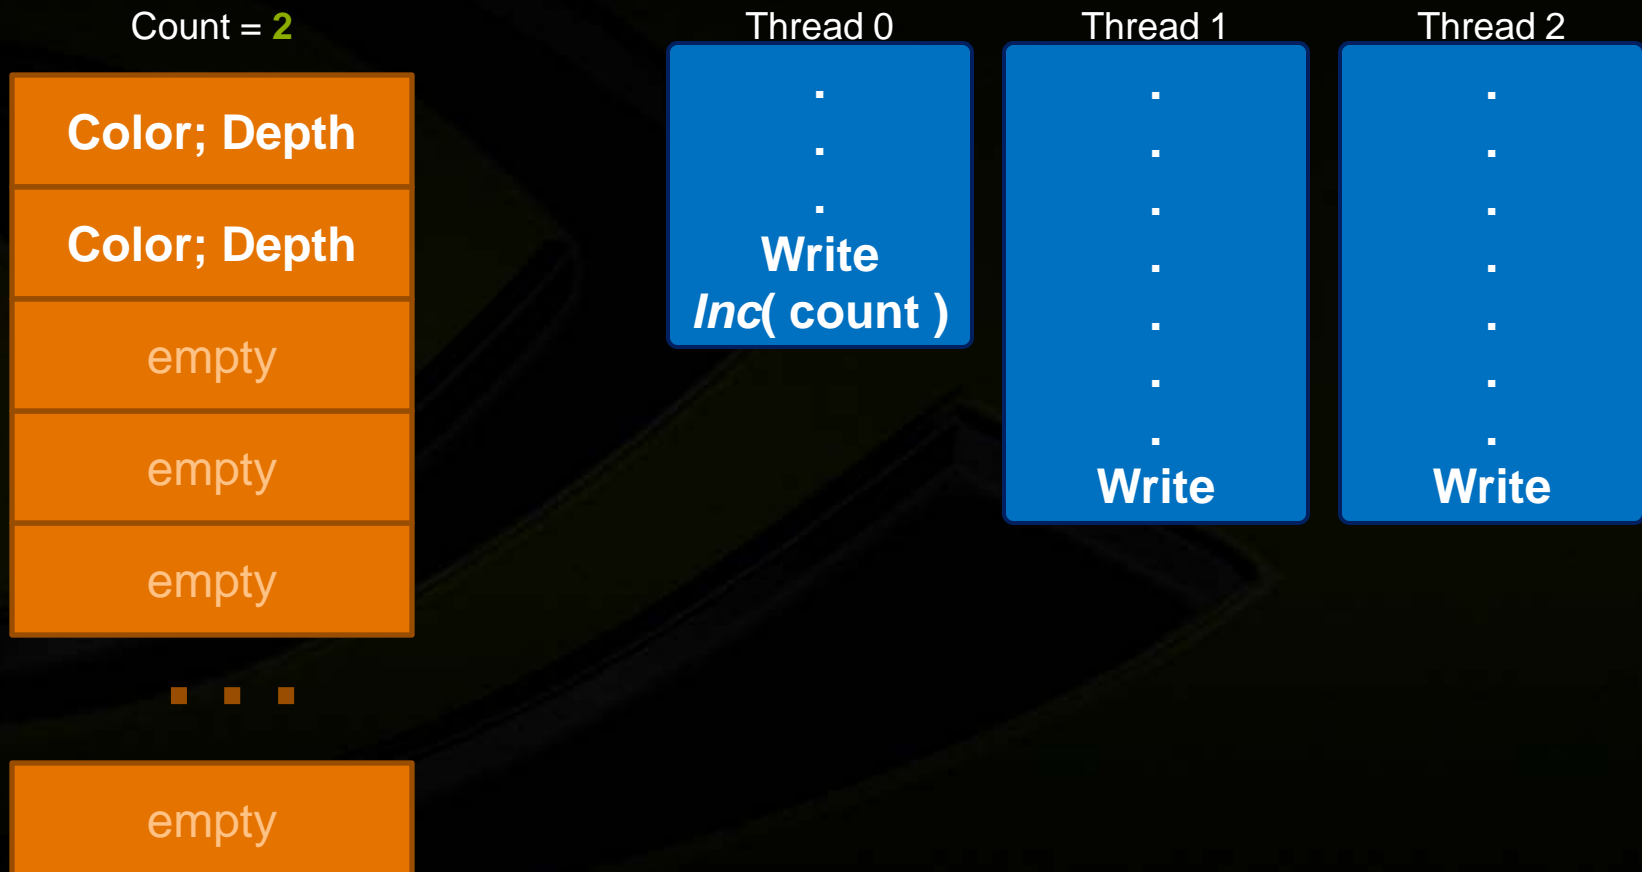 Count = 2
Color; Depth
Color; Depth
empty
empty
empty
. . .
empty
Thread 0
.
.
.
Write
Inc( count )
Thread 1
.
.
.
.
.
.
.
Write
Thread 2
.
.
.
.
.
.
.
Write